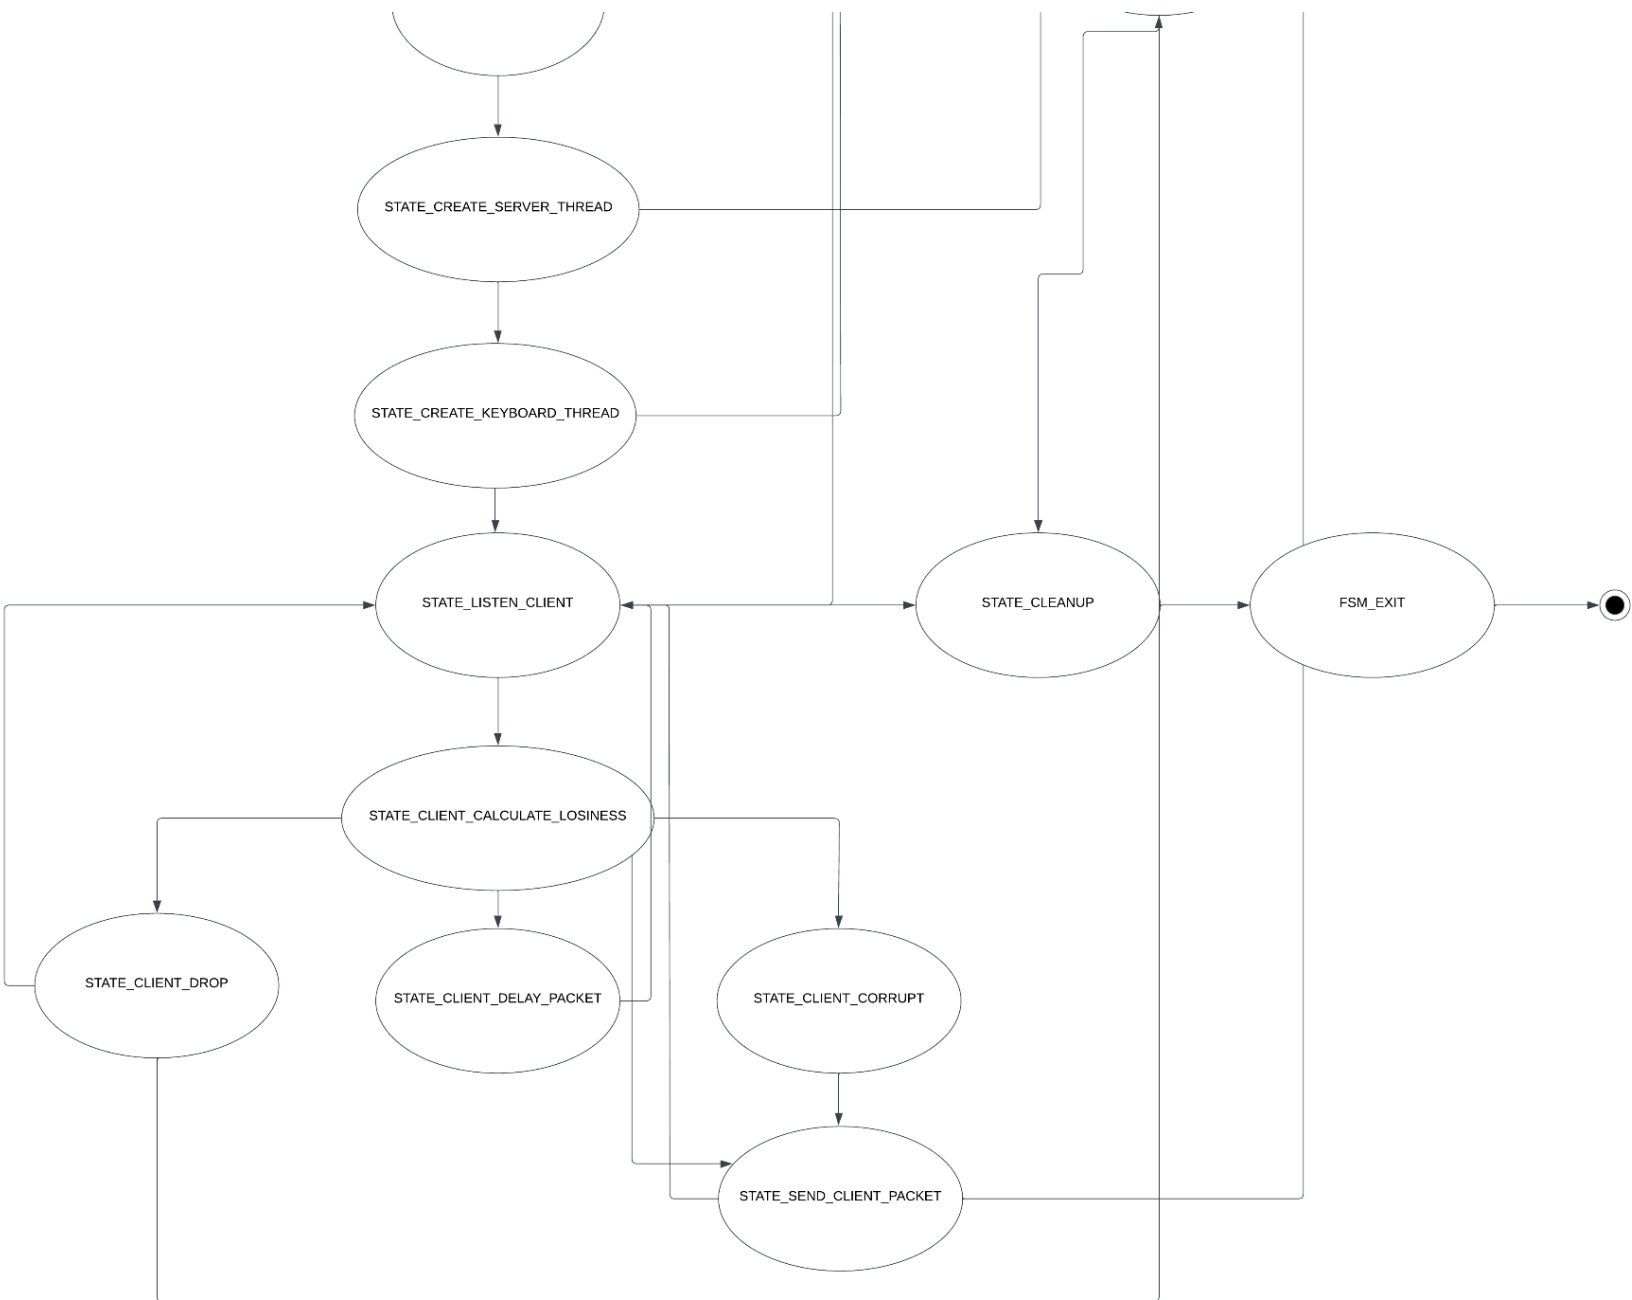 STATE_CREATE_SERVER_THREAD
STATE_CREATE_KEYBOARD_THREAD
STATE_LISTEN_CLIENT
STATE_CLEANUP
FSM_EXIT
STATE_CLIENT_CALCULATE_LOSINESS
STATE_CLIENT_DROP
STATE_CLIENT_DELAY_PACKET
STATE_CLIENT_CORRUPT
STATE_SEND_CLIENT_PACKET